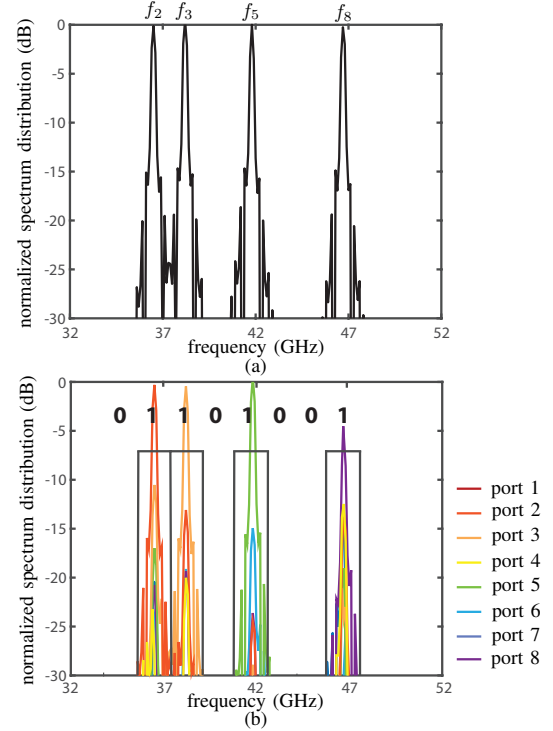 f2 f3 f5 f8
0
-5
-10
-15
-20
-25
-30
normalized spectrum distribution (dB)
32 37 42 47 52
frequency (GHz)
(a)
0
-5
-10
-15
-20
-25
-30
normalized spectrum distribution (dB)
0 1 1 0 1 0 0 1
port 1
port 2
port 3
port 4
port 5
port 6
port 7
port 8
32 37 42 47 52
frequency (GHz)
(b)